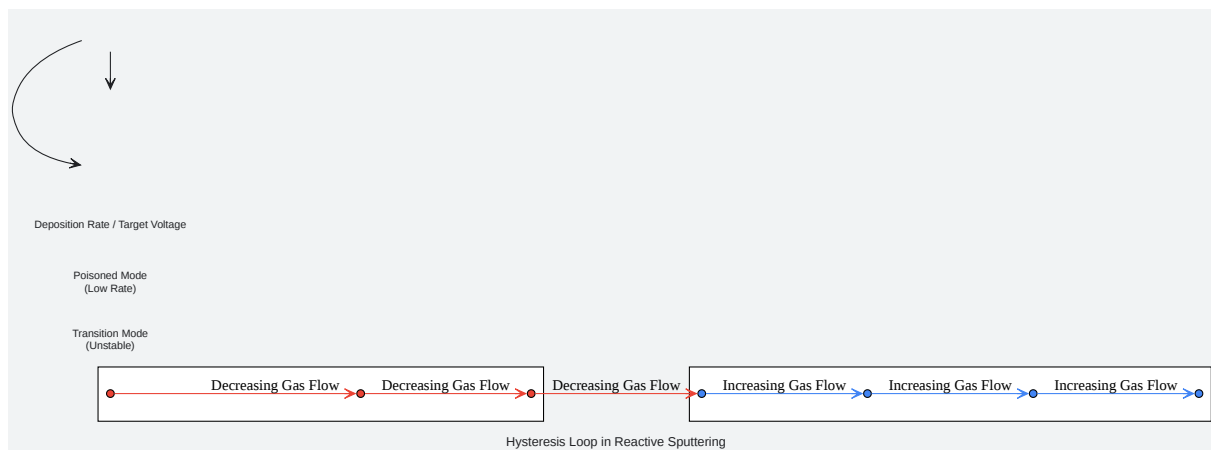 Deposition Rate / Target Voltage
Poisoned Mode
(Low Rate)
Transition Mode
(Unstable)
Decreasing Gas Flow
Decreasing Gas Flow
Decreasing Gas Flow
Increasing Gas Flow
Increasing Gas Flow
Increasing Gas Flow
Hysteresis Loop in Reactive Sputtering